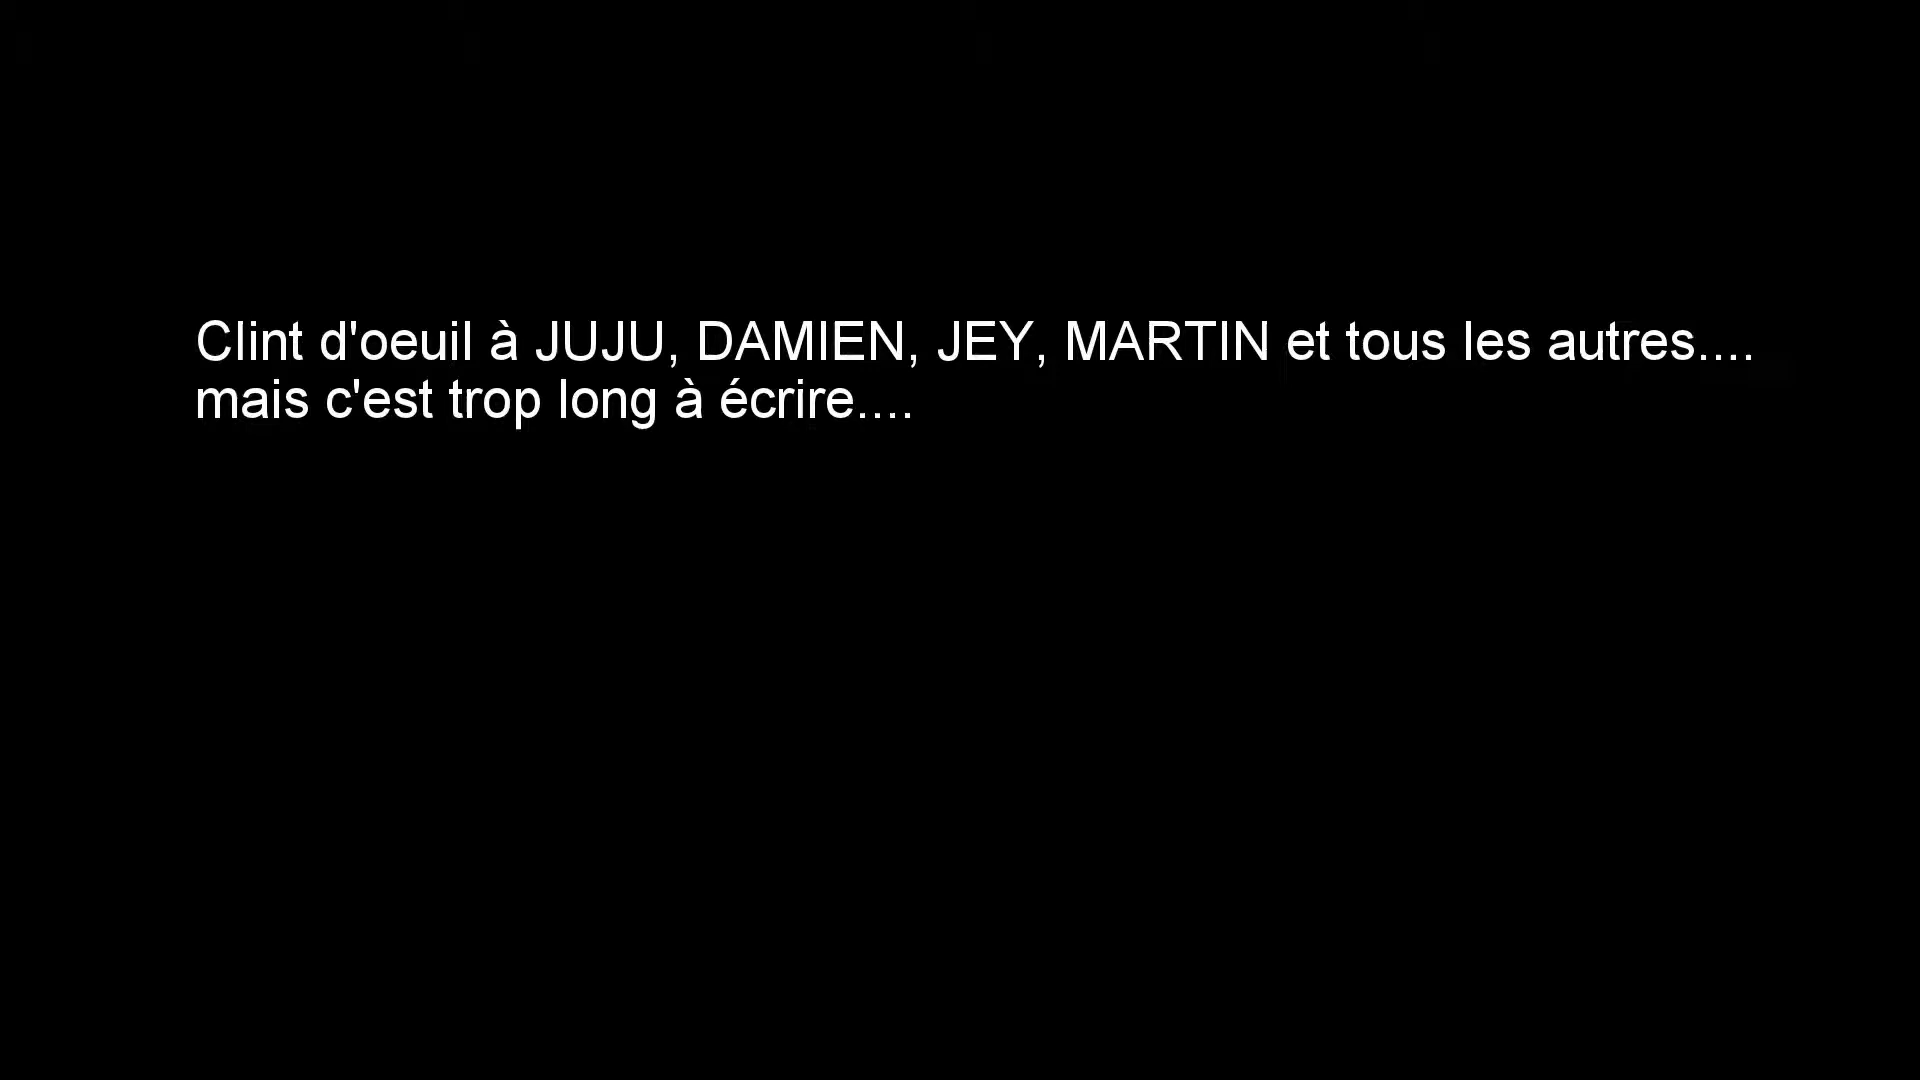 Clint d'oeuil à JUJU, DAMIEN, JEY, MARTIN et tous les autres....
mais c'est trop long à écrire....